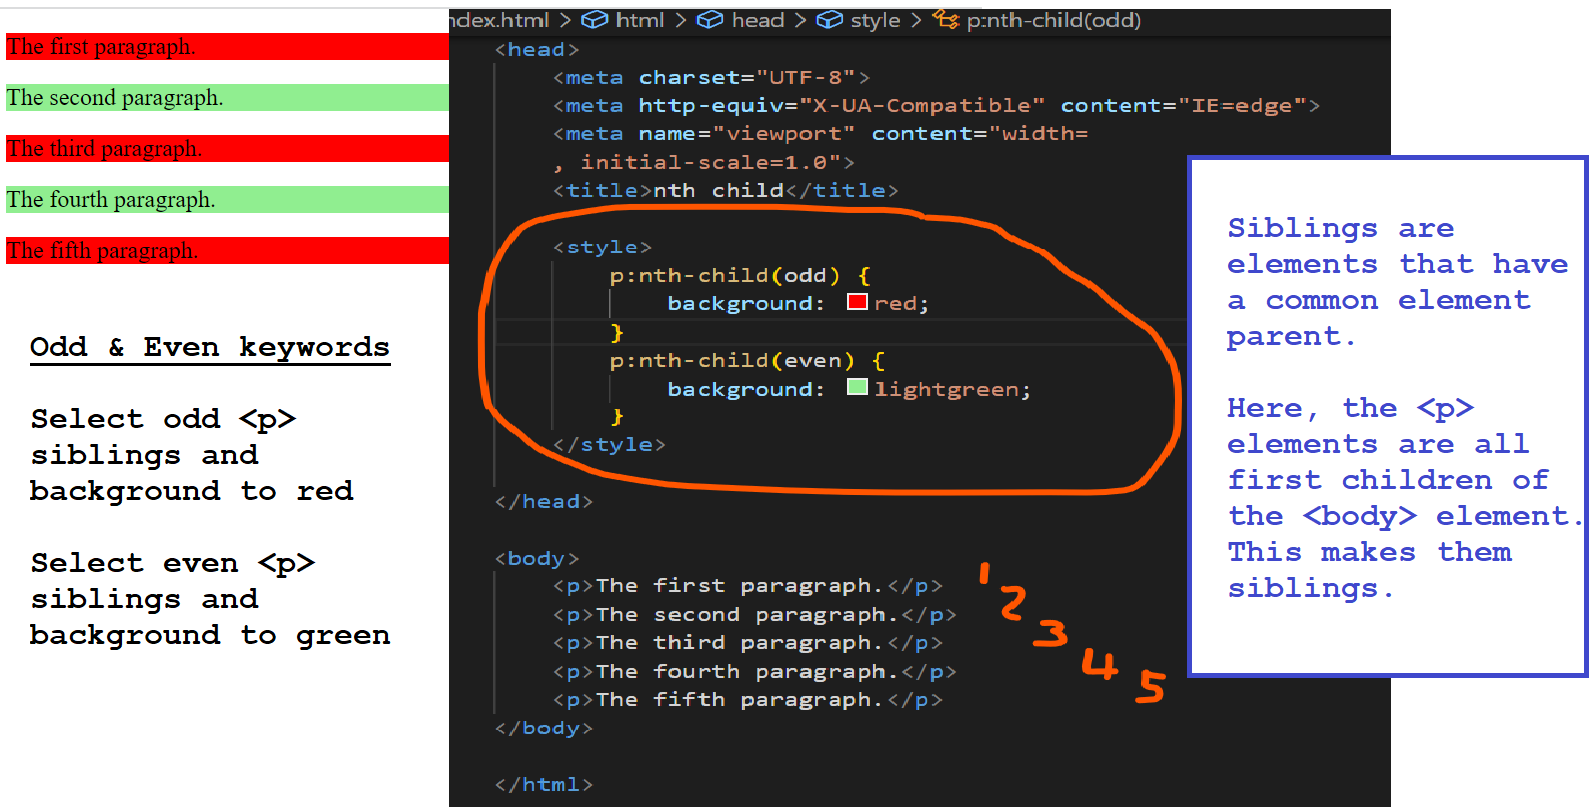 The first paragraph.
The second paragraph.
The third paragraph.
The fourth paragraph.
The fifth paragraph.
Odd & Even keywords
Select odd <p>
siblings and
background to red
Select even <p>
siblings and
background to green
ndex.html > html > head > style > p:nth-child(odd)
<head>
<meta charset="UTF-8">
<meta http-equiv="X-UA-Compatible" content="IE=edge">
<meta name="viewport" content="width=
, initial-scale=1.0">
<title>nth child</title>
<style>
p:nth-child(odd) {
background: red;
}
p:nth-child(even) {
background: lightgreen;
}
</style>
</head>
<body>
<p>The first paragraph.</p> 1
<p>The second paragraph.</p> 2
<p>The third paragraph.</p> 3
<p>The fourth paragraph.</p> 4
<p>The fifth paragraph.</p> 5
</body>
</html>
Siblings are
elements that have
a common element
parent.
Here, the <p>
elements are all
first children of
the <body> element.
This makes them
siblings.